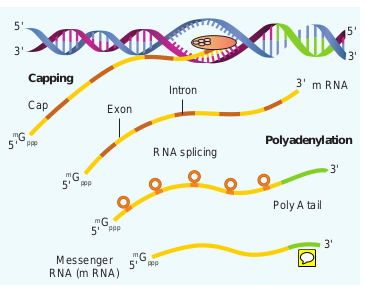 5'
5'
3'
3'
Capping
Cap
Intron
3' m RNA
Exon
mG ppp
5'
Polyadenylation
RNA splicing
mG ppp
5'
3'
mG ppp
5'
Poly A tail
3'
mG ppp
5'
Messenger
RNA (m RNA)